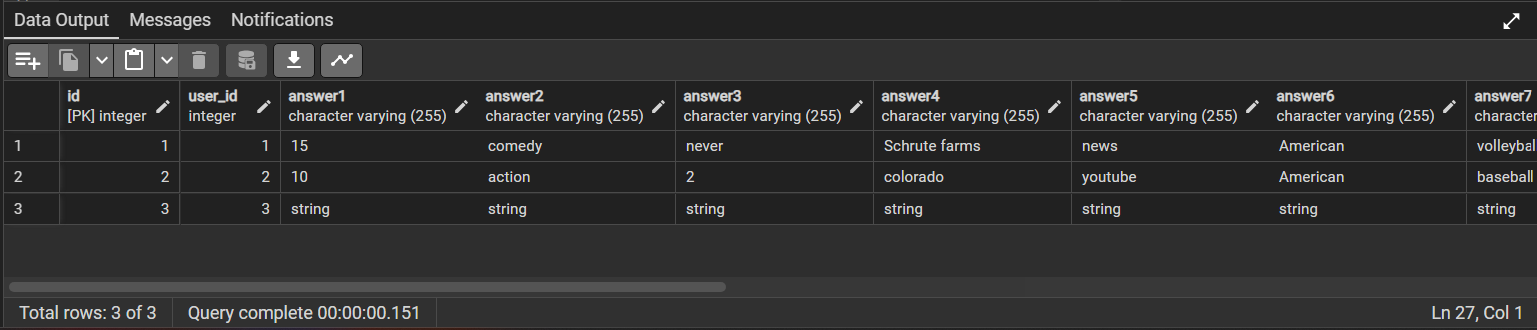 Data Output Messages Notifications
id user_id answer1 answer2 answer3 answer4 answer5 answer6 answer7
[PK] integer integer character varying (255) character varying (255) character varying (255) character varying (255) character varying (255) character varying (255) character
1 1 1 15 comedy never Schrute farms news American volleyball
2 2 2 10 action 2 colorado youtube American baseball
3 3 3 string string string string string string string
Total rows: 3 of 3 Query complete 00:00:00.151 Ln 27, Col 1